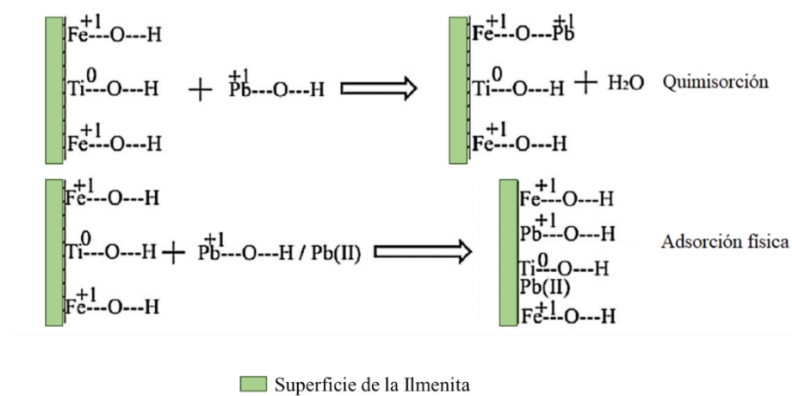 +1 +1 +1
Fe---O---H Fe---O---Pb
0 +1 0
Ti---O---H + Pb---O---H Ti---O---H + H₂O Quimisorción
+1 +1
Fe---O---H Fe---O---H
+1 +1
Fe---O---H Fe---O---H
+1
Pb---O---H
0 +1 0
Ti---O---H + Pb---O---H / Pb(II) Ti---O---H Adsorción física
Pb(II)
+1 +1
Fe---O---H Fe---O---H
Superficie de la Ilmenita